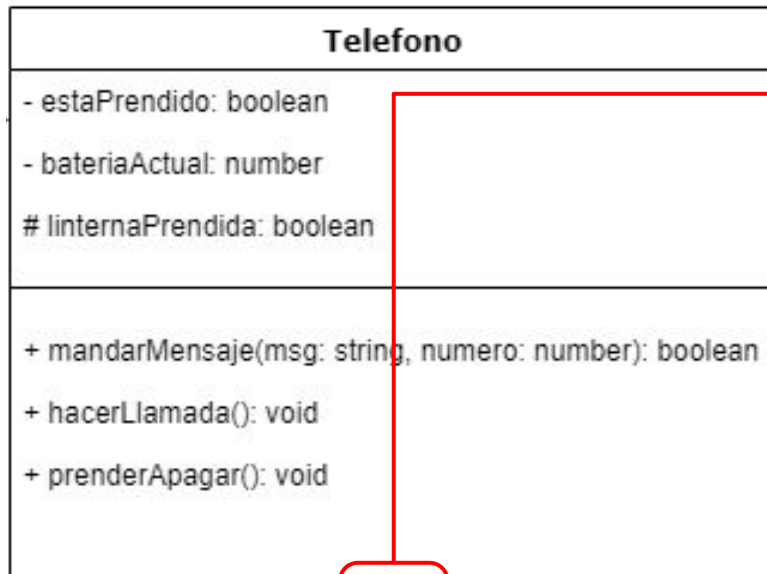 Telefono
- estaPrendido: boolean
- bateriaActual: number
# linternaPrendida: boolean
+ mandarMensaje(msg: string, numero: number): boolean
+ hacerLlamada(): void
+ prenderApagar(): void